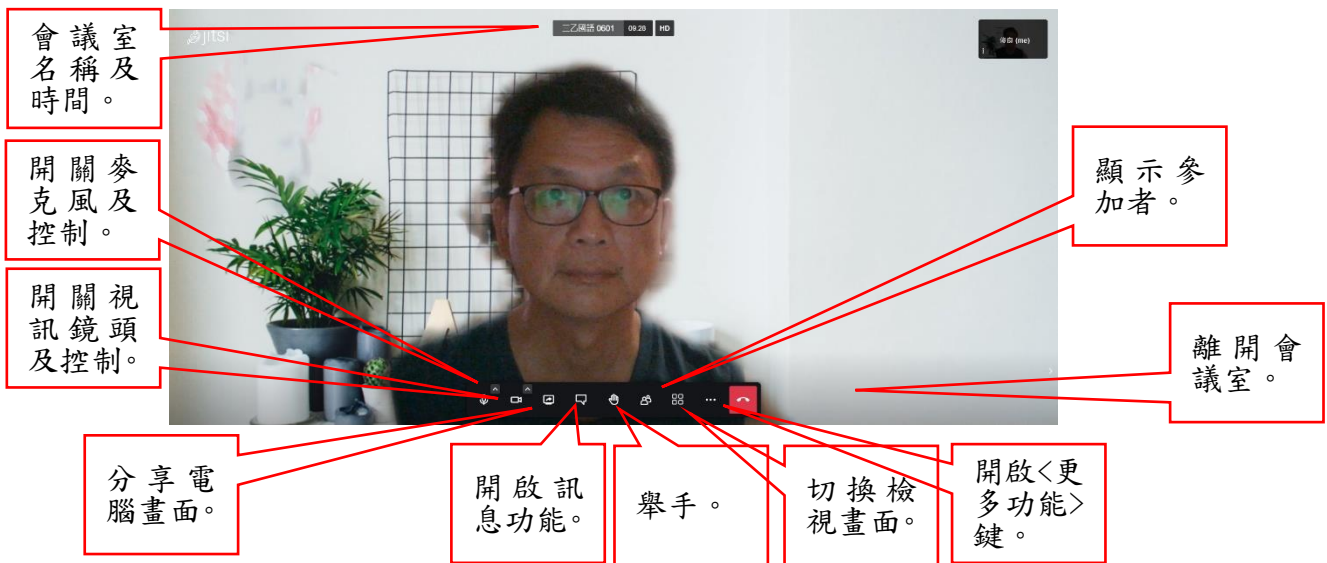 會議室
名稱及
時間。
jitsi
二乙國語 0601 09:28 HD
(me)
開關麥
克風及
控制。
顯示參
加者。
開關視
訊鏡頭
及控制。
離開會
議室。
分享電
腦畫面。
開啟訊
息功能。
舉手。
切換檢
視畫面。
開啟<更
多功能>
鍵。